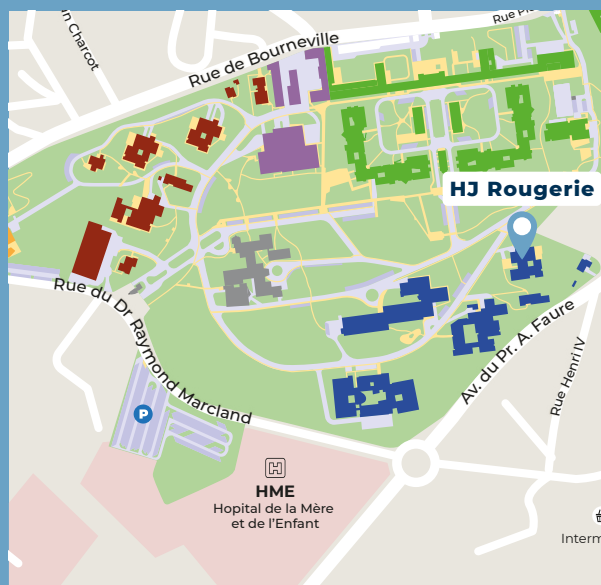 an Charcot
Rue de Bourneville
HJ Rougerie
Rue du Dr Raymond Marcland
Av. du Pr. A. Faure
Rue Henri IV
P
H
HME
Hopital de la Mère
et de l'Enfant
Interm